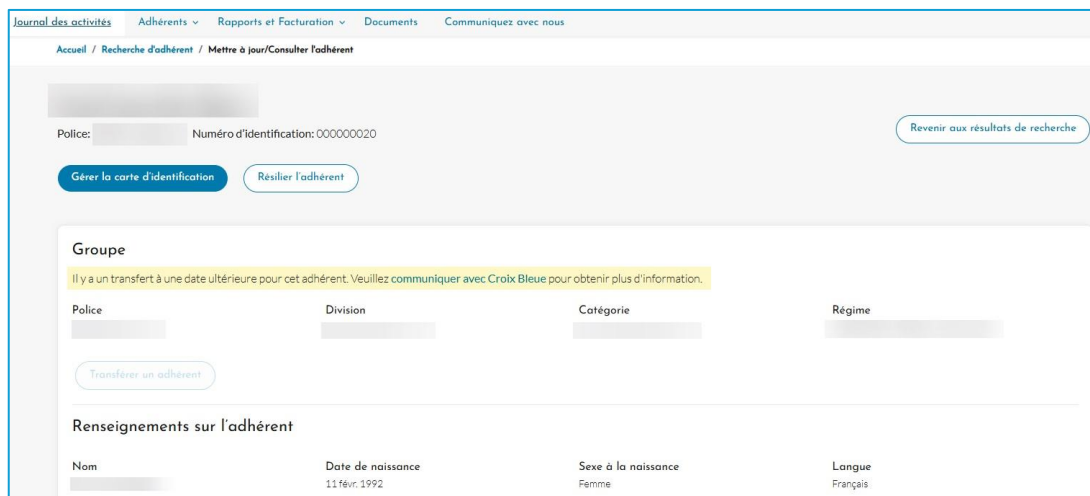 Journal des activités Adhérents Rapports et Facturation Documents Communiquez avec nous
Accueil / Recherche d'adhérent / Mettre à jour/Consulter l'adhérent
Police: Numéro d'identification: 000000020
Revenir aux résultats de recherche
Gérer la carte d'identification Résilier l'adhérent
Groupe
Il y a un transfert à une date ultérieure pour cet adhérent. Veuillez communiquer avec Croix Bleue pour obtenir plus d'information.
Police Division Catégorie Régime
Transférer un adhérent
Renseignements sur l'adhérent
Nom Date de naissance Sexe à la naissance Langue
11 févr. 1992 Femme Français